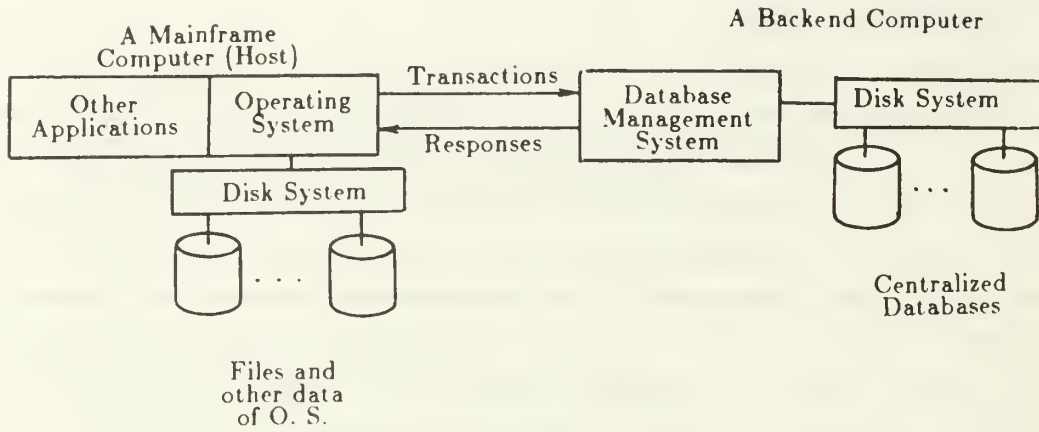 A Backend Computer
A Mainframe
Computer (Host)
Other
Applications
Operating
System
Transactions
Responses
Database
Management
System
Disk System
Disk System
. . .
. . .
Centralized
Databases
Files and
other data
of O. S.